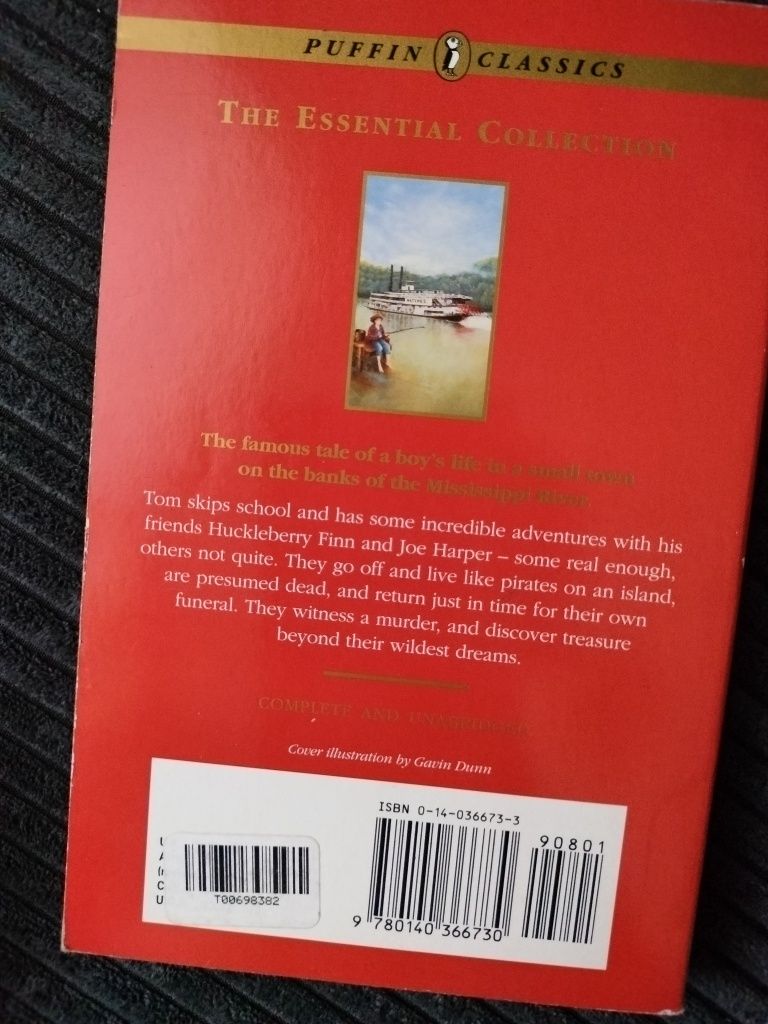 PUFFIN CLASSICS
THE ESSENTIAL COLLECTION
The famous tale of a boy's life in a small town
on the banks of the Mississippi River.
Tom skips school and has some incredible adventures with his
friends Huckleberry Finn and Joe Harper – some real enough,
others not quite. They go off and live like pirates on an island,
are presumed dead, and return just in time for their own
funeral. They witness a murder, and discover treasure
beyond their wildest dreams.
COMPLETE AND UNABRIDGED
Cover illustration by Gavin Dunn
ISBN 0-14-036673-3
90801
T00698382
9 780140 366730